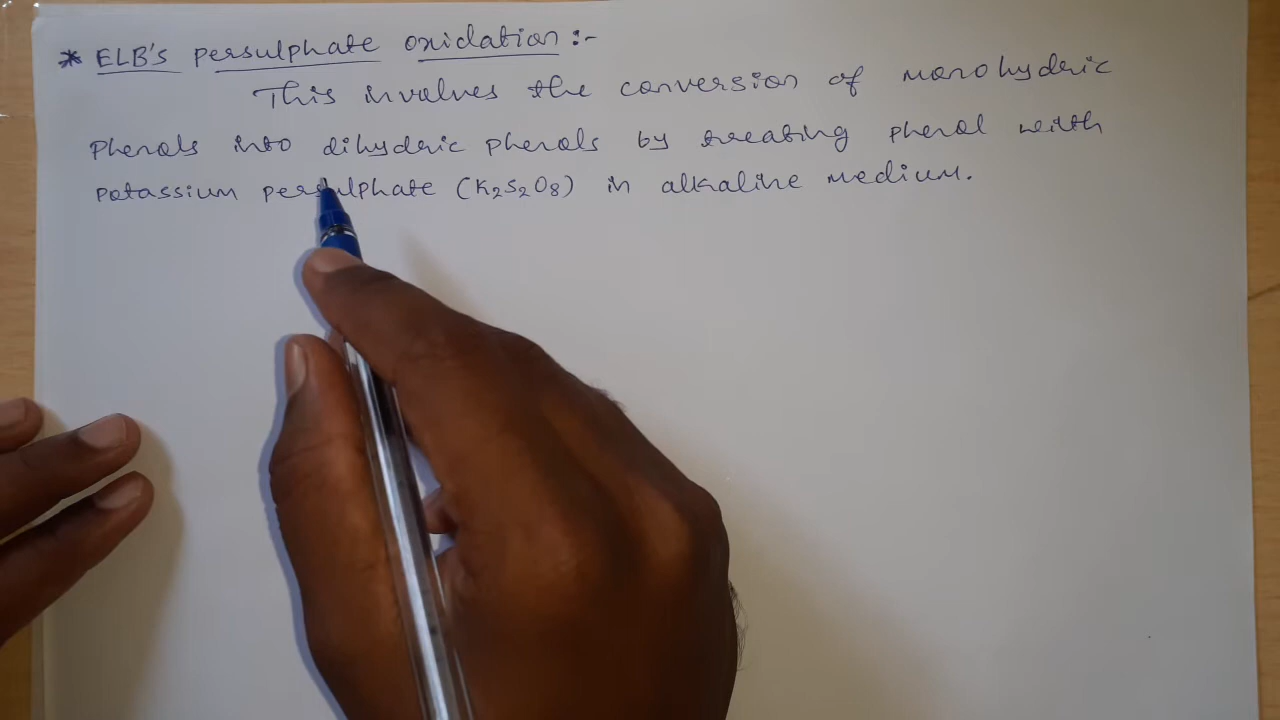 * ELB's persulphate oxidation :-
This involves the conversion of monohydric
phenols into dihydric phenols by treating phenol with
potassium persulphate (K2S2O8) in alkaline medium.